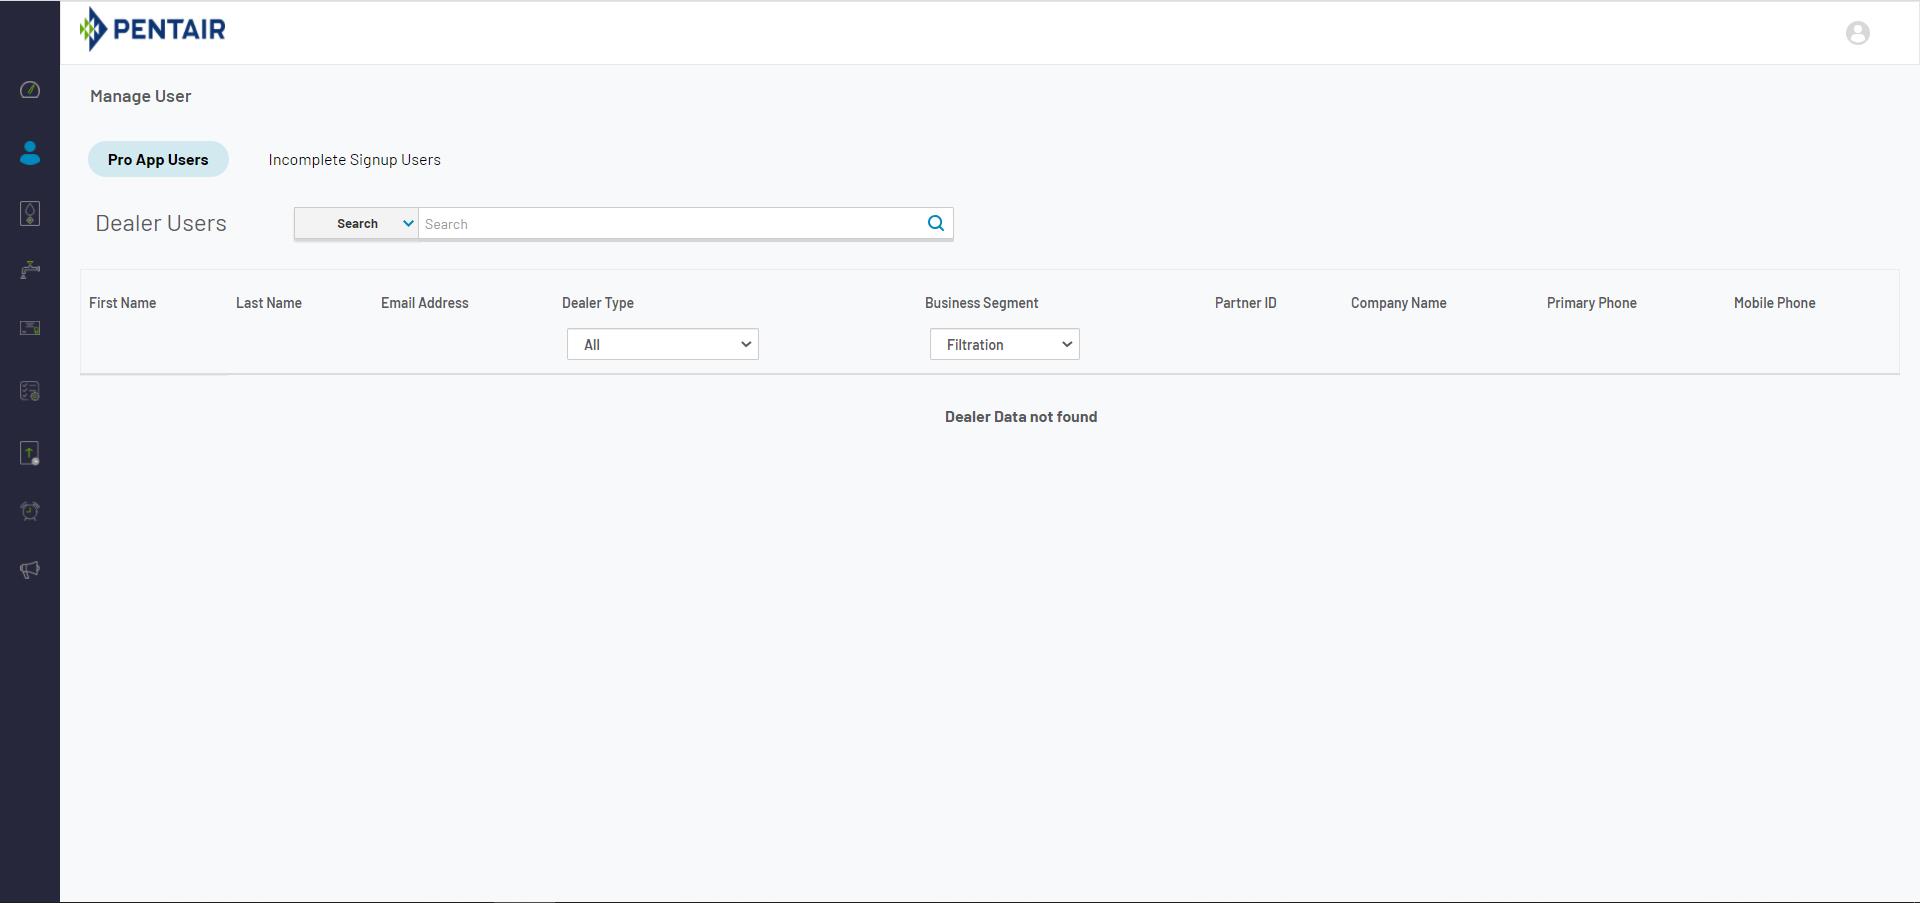 PENTAIR
Manage User
Pro App Users
Incomplete Signup Users
Dealer Users
Search
Search
First Name
Last Name
Email Address
Dealer Type
Business Segment
Partner ID
Company Name
Primary Phone
Mobile Phone
All
Filtration
Dealer Data not found